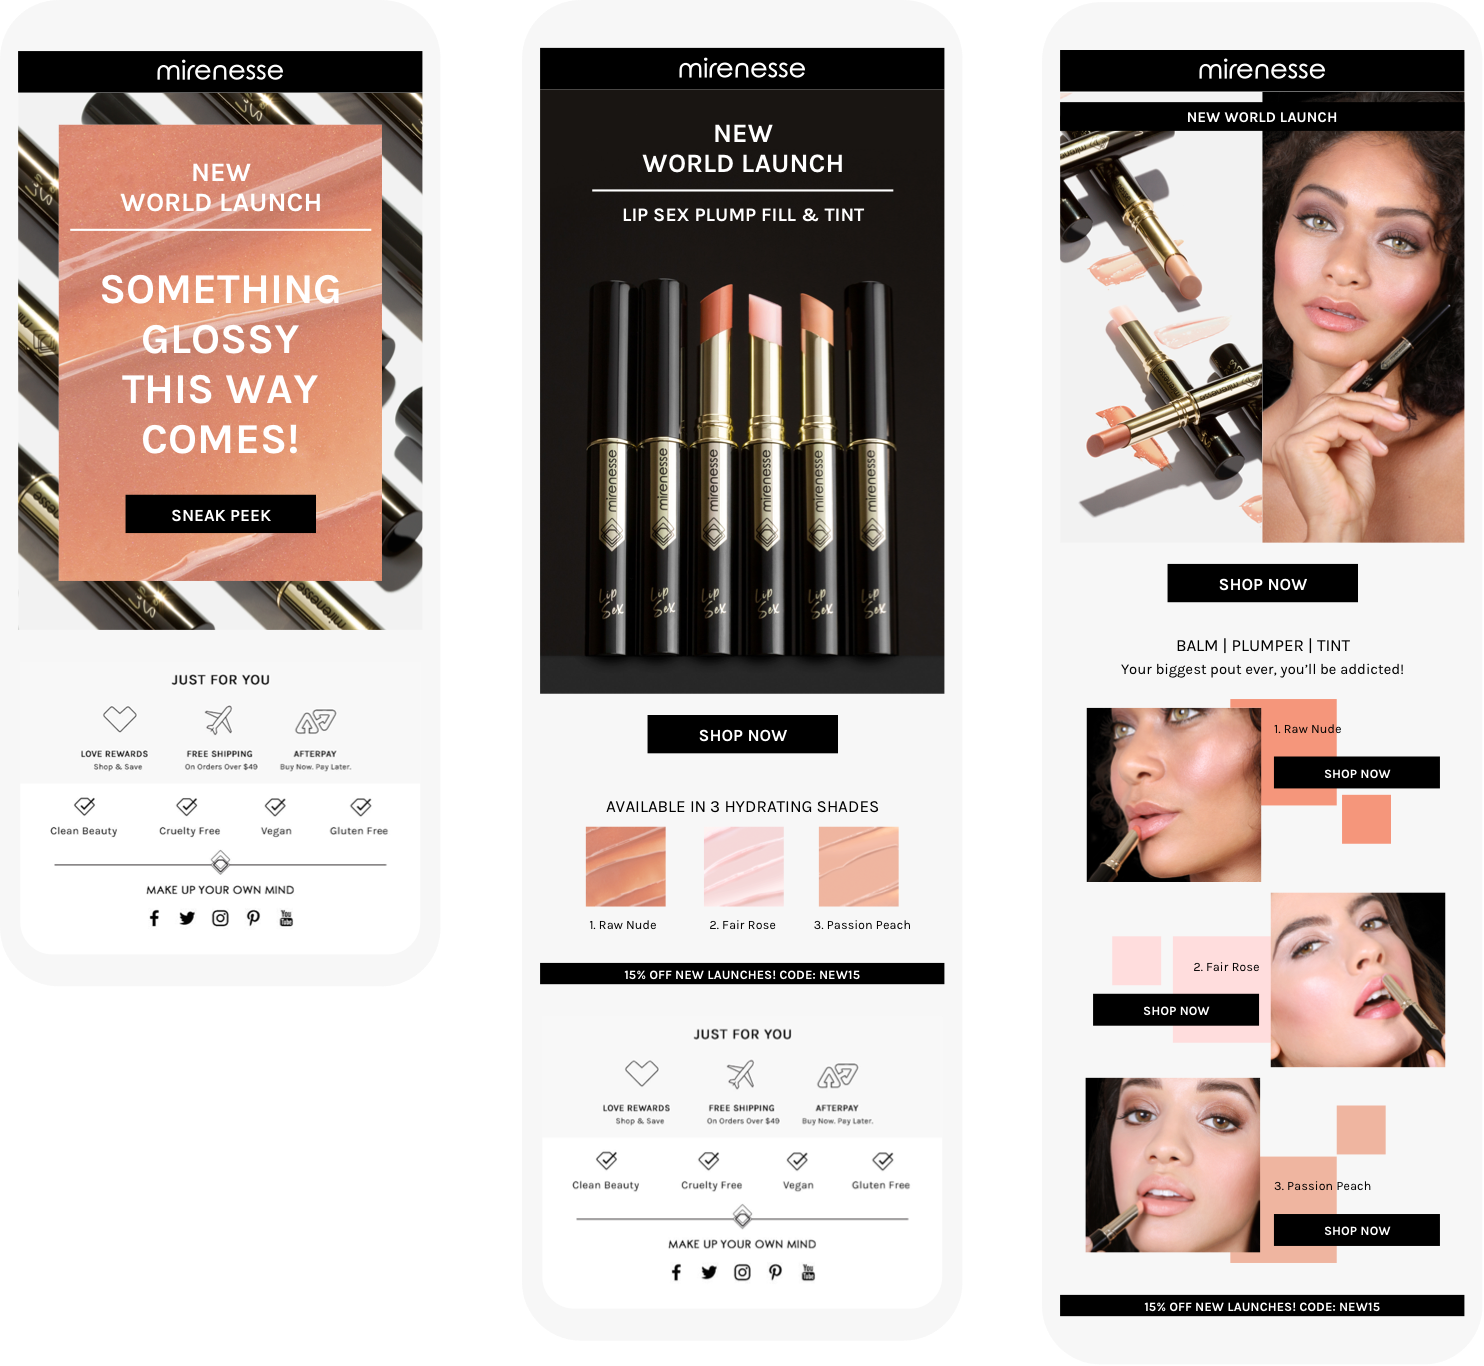 mirenesse
NEW
WORLD LAUNCH
SOMETHING
GLOSSY
THIS WAY
COMES!
SNEAK PEEK
JUST FOR YOU
LOVE REWARDS
Shop & Save
FREE SHIPPING
On Orders Over $49
AFTERPAY
Buy Now. Pay Later.
Clean Beauty
Cruelty Free
Vegan
Gluten Free
MAKE UP YOUR OWN MIND
You
Tube
mirenesse
NEW
WORLD LAUNCH
LIP SEX PLUMP FILL & TINT
mirenesse
mirenesse
mirenesse
mirenesse
mirenesse
mirenesse
Lip
Sex
Lip
Sex
Lip
Sex
Lip
Sex
Lip
Sex
Lip
Sex
SHOP NOW
AVAILABLE IN 3 HYDRATING SHADES
1. Raw Nude
2. Fair Rose
3. Passion Peach
15% OFF NEW LAUNCHES! CODE: NEW15
JUST FOR YOU
LOVE REWARDS
Shop & Save
FREE SHIPPING
On Orders Over $49
AFTERPAY
Buy Now. Pay Later.
Clean Beauty
Cruelty Free
Vegan
Gluten Free
MAKE UP YOUR OWN MIND
You
Tube
mirenesse
NEW WORLD LAUNCH
SHOP NOW
BALM | PLUMPER | TINT
Your biggest pout ever, you'll be addicted!
1. Raw Nude
SHOP NOW
2. Fair Rose
SHOP NOW
3. Passion Peach
SHOP NOW
15% OFF NEW LAUNCHES! CODE: NEW15